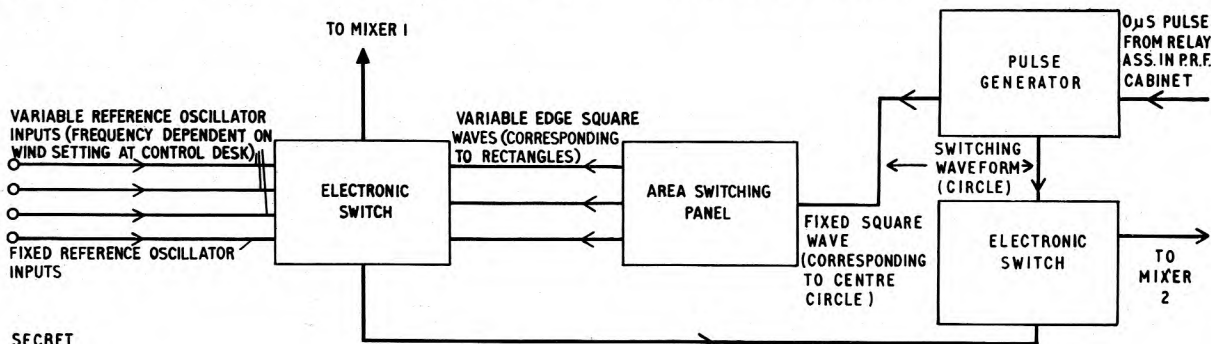 TO MIXER 1
0µS PULSE
FROM RELAY
ASS. IN P.R.F.
CABINET
PULSE
GENERATOR
VARIABLE REFERENCE OSCILLATOR
INPUTS (FREQUENCY DEPENDENT ON
WIND SETTING AT CONTROL DESK)
VARIABLE EDGE SQUARE
WAVES (CORRESPONDING
TO RECTANGLES)
SWITCHING
WAVEFORM
(CIRCLE)
ELECTRONIC
SWITCH
AREA SWITCHING
PANEL
FIXED SQUARE
WAVE
(CORRESPONDING
TO CENTRE
CIRCLE)
ELECTRONIC
SWITCH
TO
MIXER
2
FIXED REFERENCE OSCILLATOR
INPUTS
SECRET